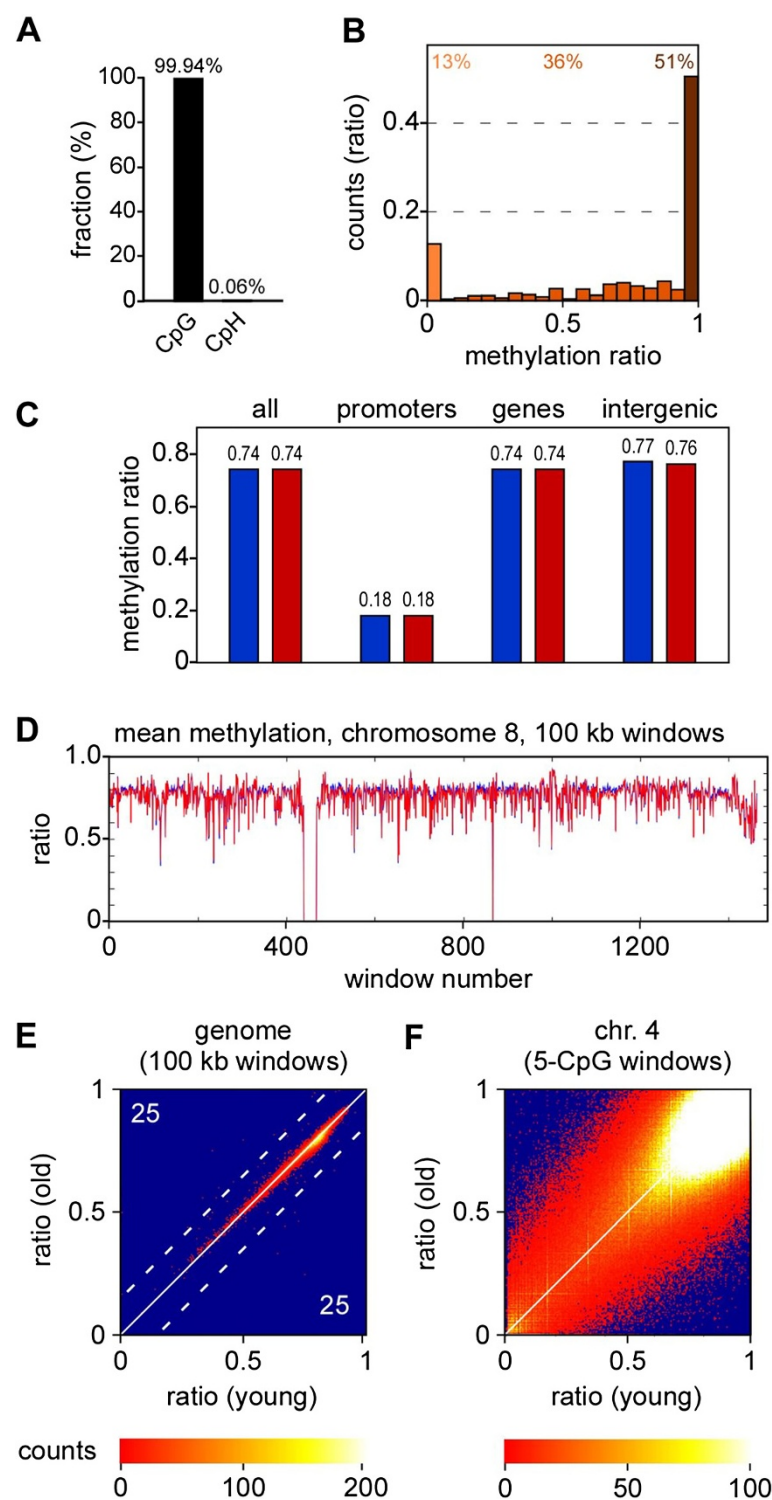 A
99.94%
100
80
60
40
20
0
fraction (%)
0.06%
CpG
CpH
B
13% 36% 51%
0.4
0.2
0
counts (ratio)
0 0.5 1
methylation ratio
C
all promoters genes intergenic
0.8
0.6
0.4
0.2
0
methylation ratio
0.74 0.74 0.18 0.18 0.74 0.74 0.77 0.76
D
mean methylation, chromosome 8, 100 kb windows
1.0
0.5
0
ratio
0 400 800 1200
window number
E
genome
(100 kb windows)
1
0.5
0
ratio (old)
25
25
0 0.5 1
ratio (young)
counts
0 100 200
F
chr. 4
(5-CpG windows)
1
0.5
0
ratio (old)
0 0.5 1
ratio (young)
0 50 100